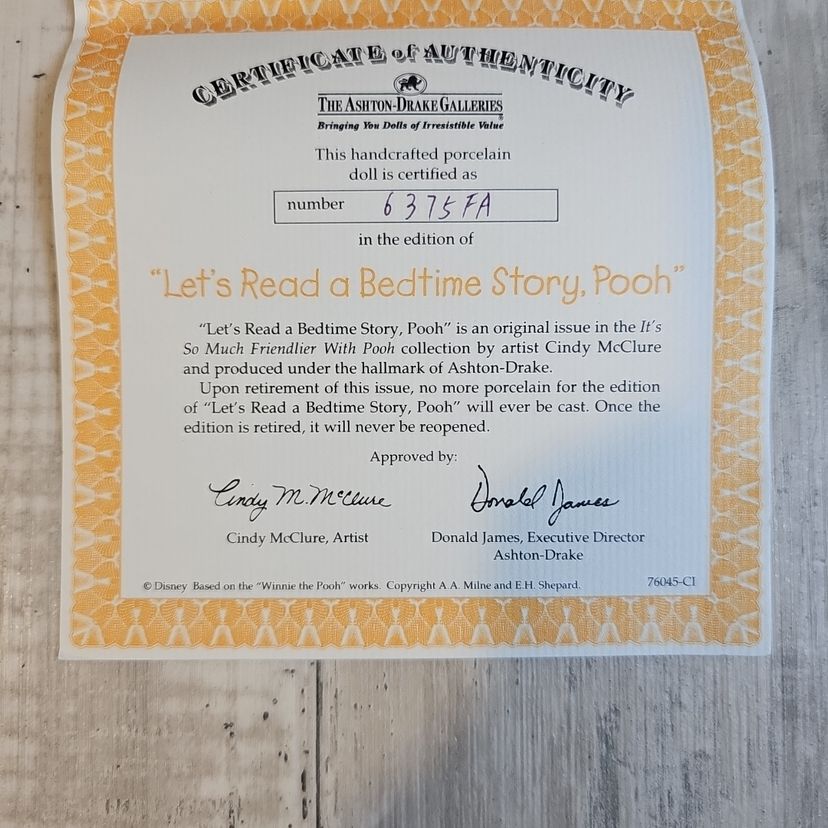 CERTIFICATE of AUTHENTICITY
THE ASHTON-DRAKE GALLERIES
Bringing You Dolls of Irresistible Value®
This handcrafted porcelain
doll is certified as
number 6375FA
in the edition of
“Let's Read a Bedtime Story, Pooh”
“Let's Read a Bedtime Story, Pooh” is an original issue in the It's
So Much Friendlier With Pooh collection by artist Cindy McClure
and produced under the hallmark of Ashton-Drake.
Upon retirement of this issue, no more porcelain for the edition
of “Let's Read a Bedtime Story, Pooh” will ever be cast. Once the
edition is retired, it will never be reopened.
Approved by:
Cindy M. McClure Donald James
Cindy McClure, Artist Donald James, Executive Director
Ashton-Drake
© Disney Based on the “Winnie the Pooh” works. Copyright A.A. Milne and E.H. Shepard. 76045-C1